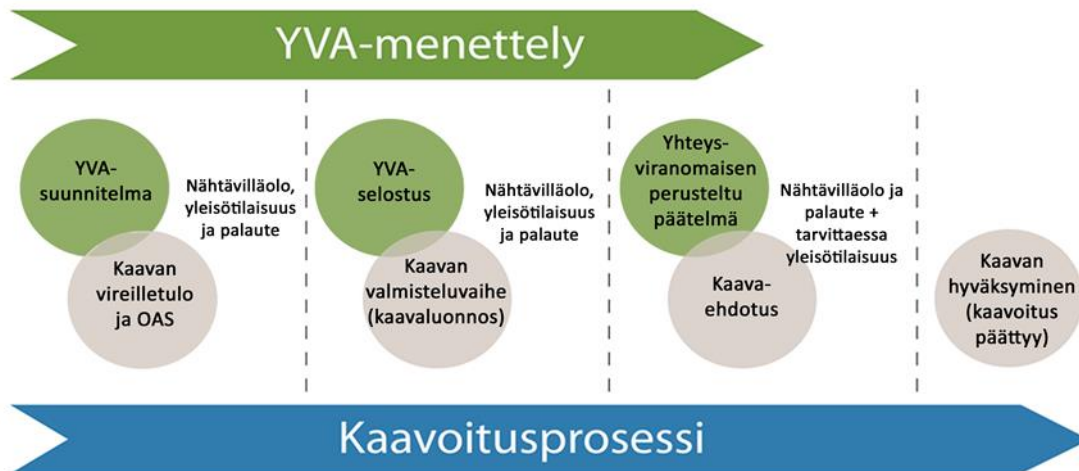 YVA-menettely
YVA-
suunnitelma
Nähtävilläolo,
yleisötilaisuus
ja palaute
Kaavan
vireilletulo
ja OAS
YVA-
selostus
Nähtävilläolo,
yleisötilaisuus
ja palaute
Kaavan
valmisteluvaihe
(kaavaluonnos)
Yhteys-
viranomaisen
perusteltu
päätelmä
Nähtävilläolo ja
palaute +
tarvittaessa
yleisötilaisuus
Kaava-
ehdotus
Kaavan
hyväksyminen
(kaavoitus
päättyy)
Kaavoitusprosessi